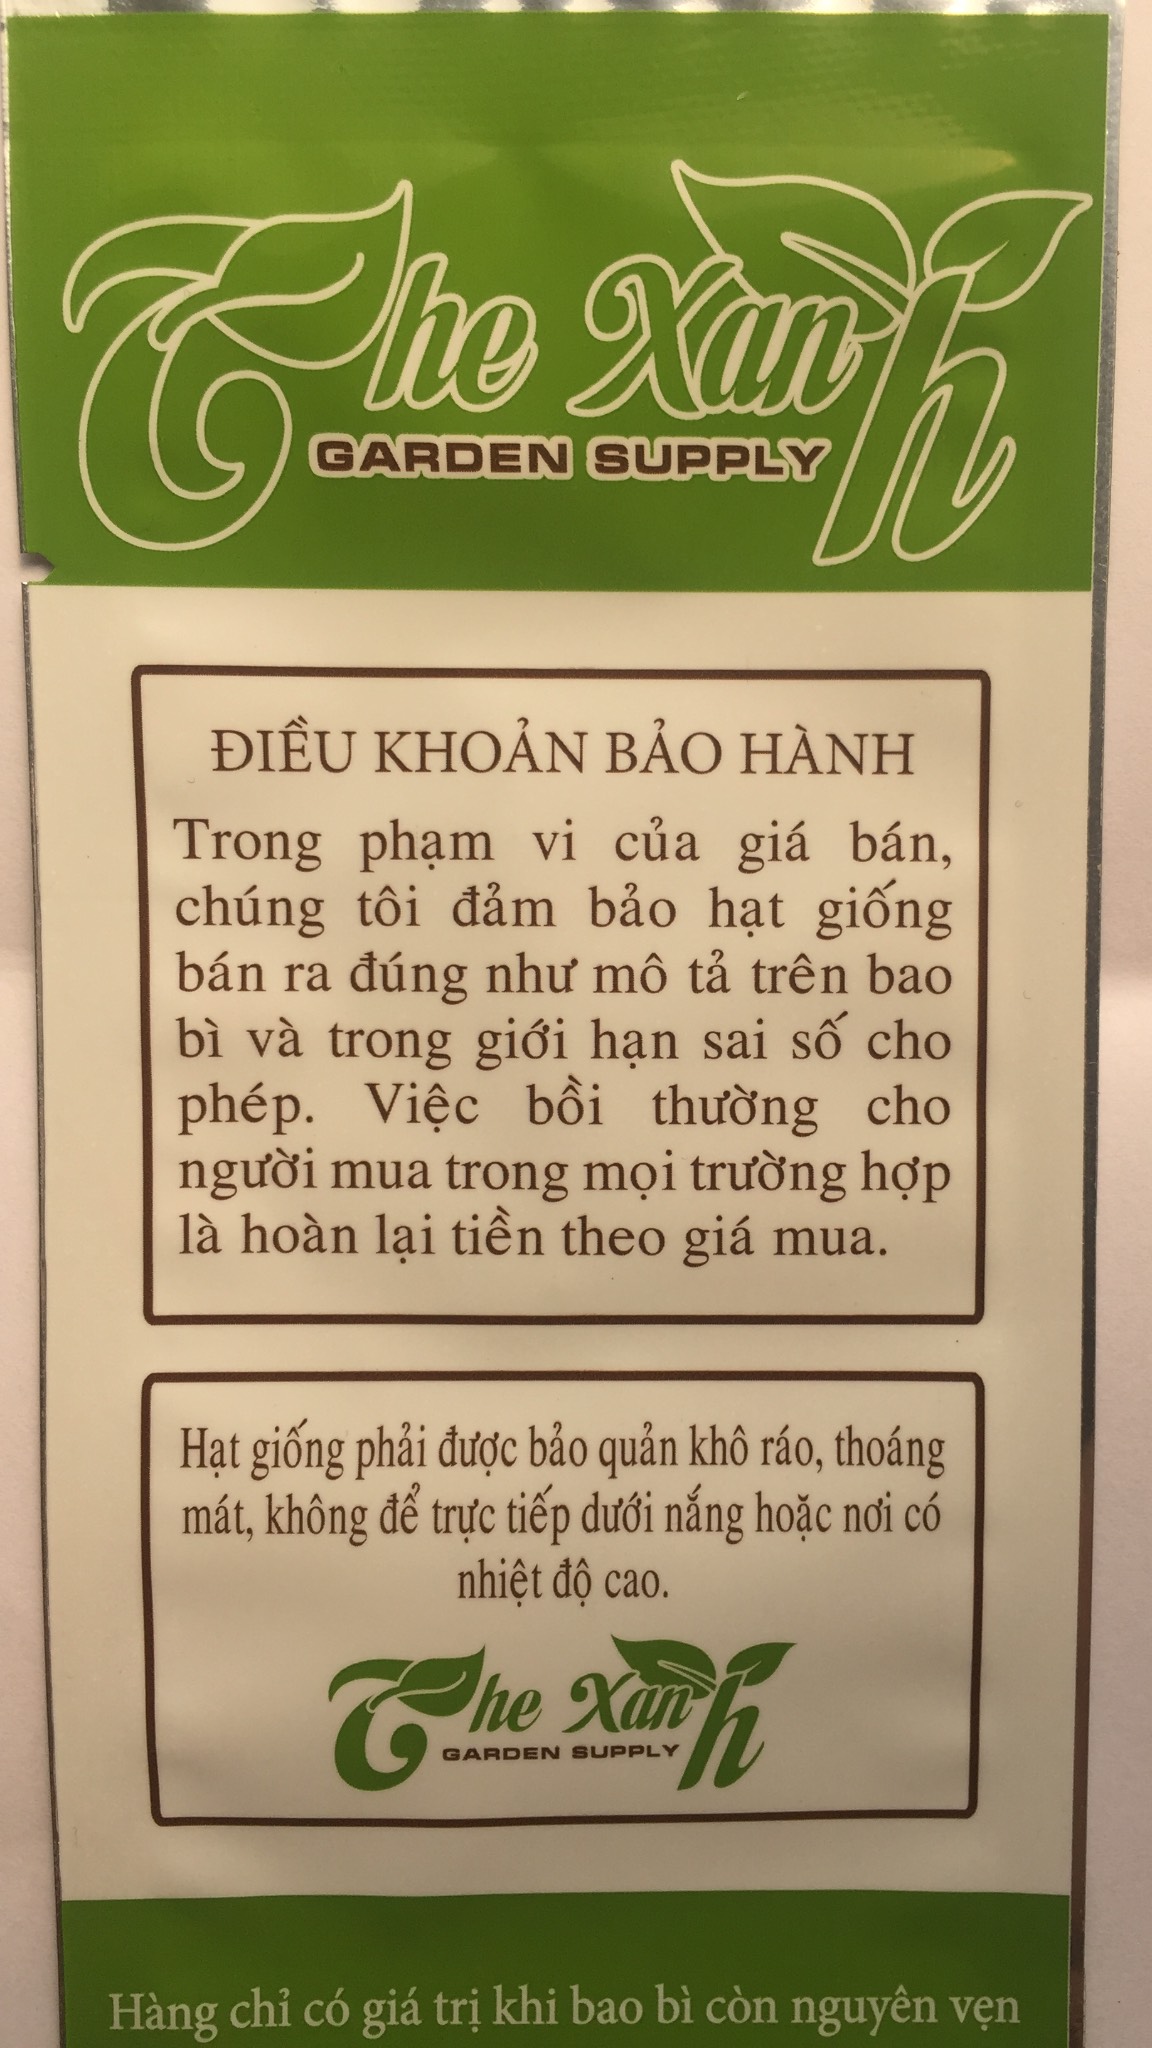 The Xanh
GARDEN SUPPLY
ĐIỀU KHOẢN BẢO HÀNH
Trong phạm vi của giá bán,
chúng tôi đảm bảo hạt giống
bán ra đúng như mô tả trên bao
bì và trong giới hạn sai số cho
phép. Việc bồi thường cho
người mua trong mọi trường hợp
là hoàn lại tiền theo giá mua.
Hạt giống phải được bảo quản khô ráo, thoáng
mát, không để trực tiếp dưới nắng hoặc nơi có
nhiệt độ cao.
The Xanh
GARDEN SUPPLY
Hàng chỉ có giá trị khi bao bì còn nguyên vẹn